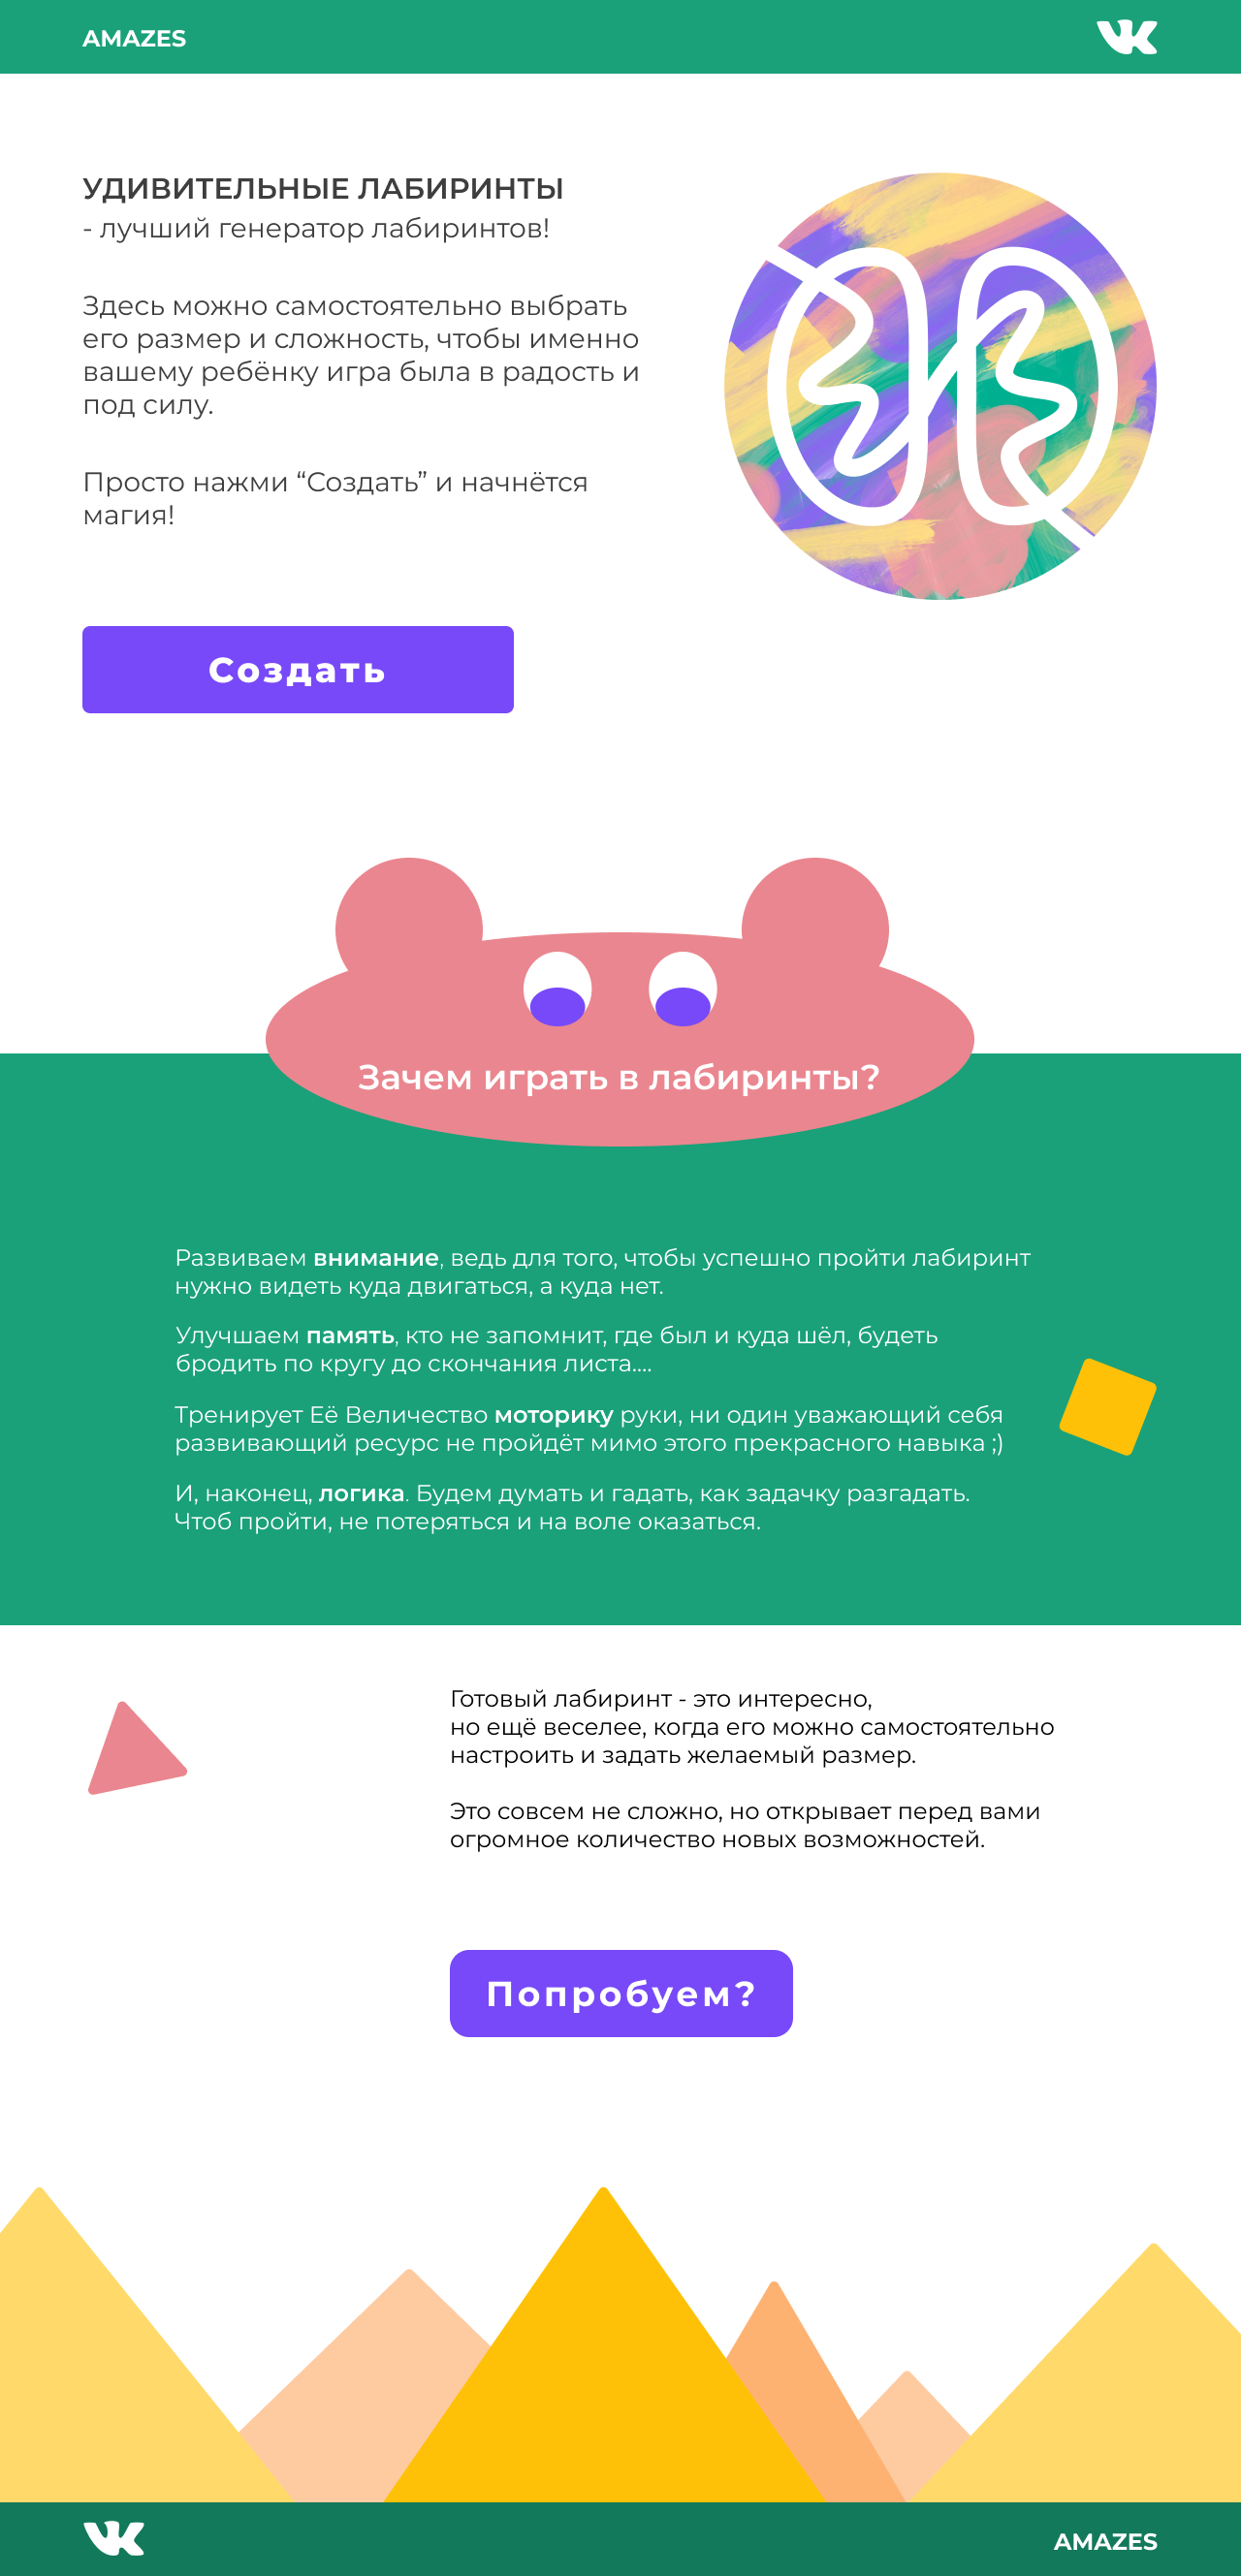 AMAZES
УДИВИТЕЛЬНЫЕ ЛАБИРИНТЫ
- лучший генератор лабиринтов!
Здесь можно самостоятельно выбрать
его размер и сложность, чтобы именно
вашему ребёнку игра была в радость и
под силу.
Просто нажми “Создать” и начнётся
магия!
Создать
Зачем играть в лабиринты?
Развиваем внимание, ведь для того, чтобы успешно пройти лабиринт
нужно видеть куда двигаться, а куда нет.
Улучшаем память, кто не запомнит, где был и куда шёл, будеть
бродить по кругу до скончания листа....
Тренирует Её Величество моторику руки, ни один уважающий себя
развивающий ресурс не пройдёт мимо этого прекрасного навыка ;)
И, наконец, логика. Будем думать и гадать, как задачку разгадать.
Чтоб пройти, не потеряться и на воле оказаться.
Готовый лабиринт - это интересно,
но ещё веселее, когда его можно самостоятельно
настроить и задать желаемый размер.
Это совсем не сложно, но открывает перед вами
огромное количество новых возможностей.
Попробуем?
AMAZES